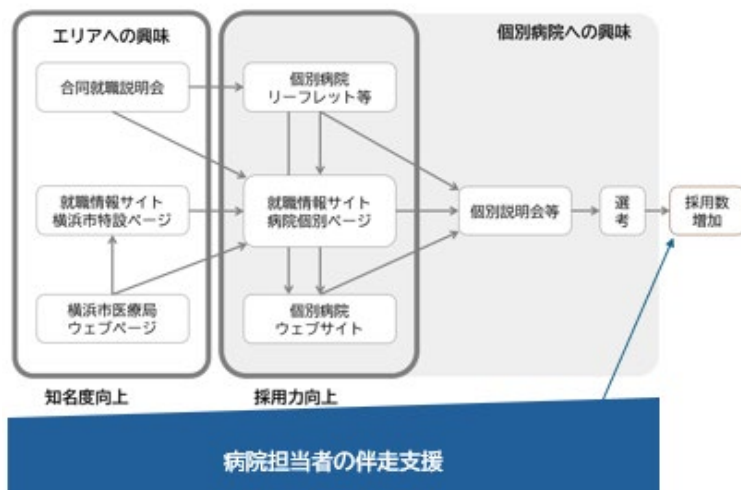 エリアへの興味
個別病院への興味
合同就職説明会
個別病院
リーフレット等
就職情報サイト
横浜市特設ページ
就職情報サイト
病院個別ページ
個別説明会等
選
考
採用数
増加
横浜市医療局
ウェブページ
個別病院
ウェブサイト
知名度向上
採用力向上
病院担当者の伴走支援